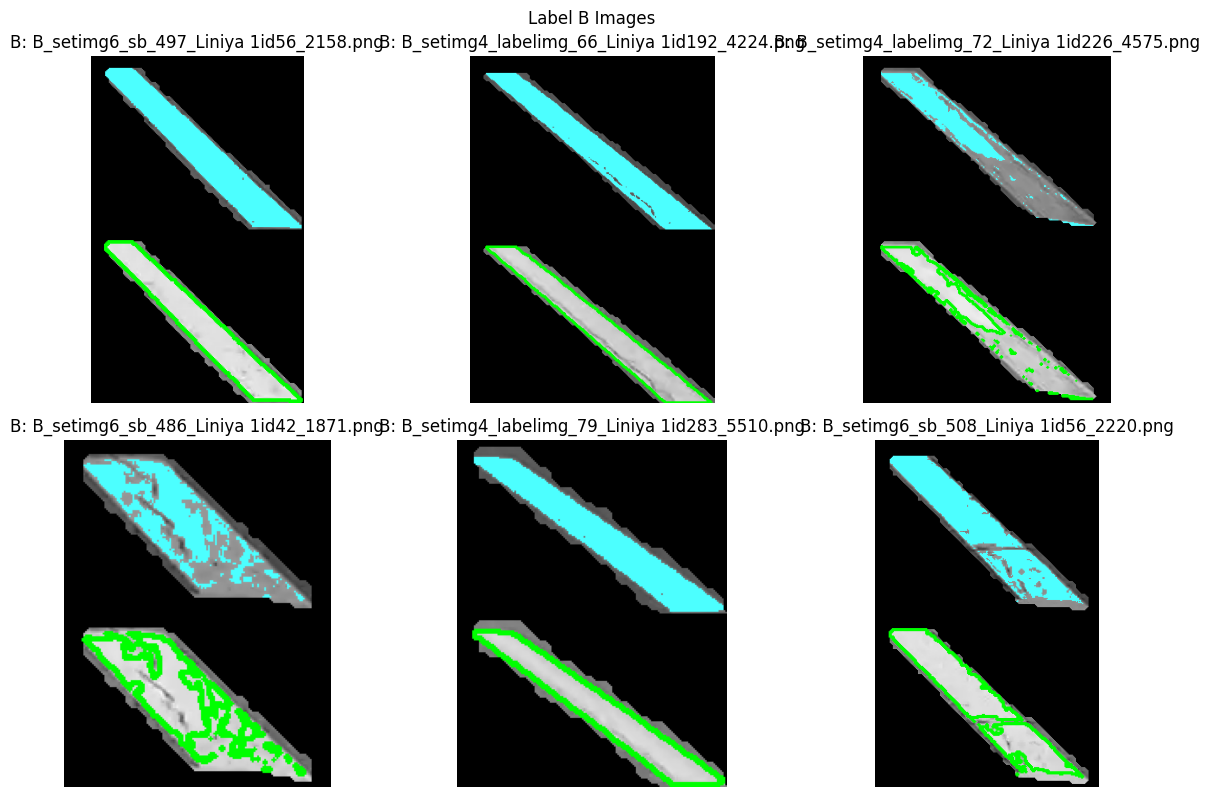 Label B Images
B: B_setimg6_sb_497_Liniya 1id56_2158.png
B: B_setimg4_labelimg_66_Liniya 1id192_4224.png
B: B_setimg4_labelimg_72_Liniya 1id226_4575.png
B: B_setimg6_sb_486_Liniya 1id42_1871.png
B: B_setimg4_labelimg_79_Liniya 1id283_5510.png
B: B_setimg6_sb_508_Liniya 1id56_2220.png